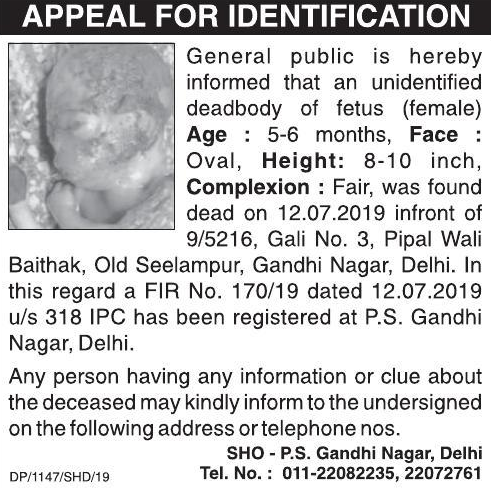 APPEAL FOR IDENTIFICATION
General public is hereby
informed that an unidentified
deadbody of fetus (female)
Age : 5-6 months, Face :
Oval, Height: 8-10 inch,
Complexion : Fair, was found
dead on 12.07.2019 infront of
9/5216, Gali No. 3, Pipal Wali
Baithak, Old Seelampur, Gandhi Nagar, Delhi. In
this regard a FIR No. 170/19 dated 12.07.2019
u/s 318 IPC has been registered at P.S. Gandhi
Nagar, Delhi.
Any person having any information or clue about
the deceased may kindly inform to the undersigned
on the following address or telephone nos.
SHO - P.S. Gandhi Nagar, Delhi
DP/1147/SHD/19 Tel. No. : 011-22082235, 22072761